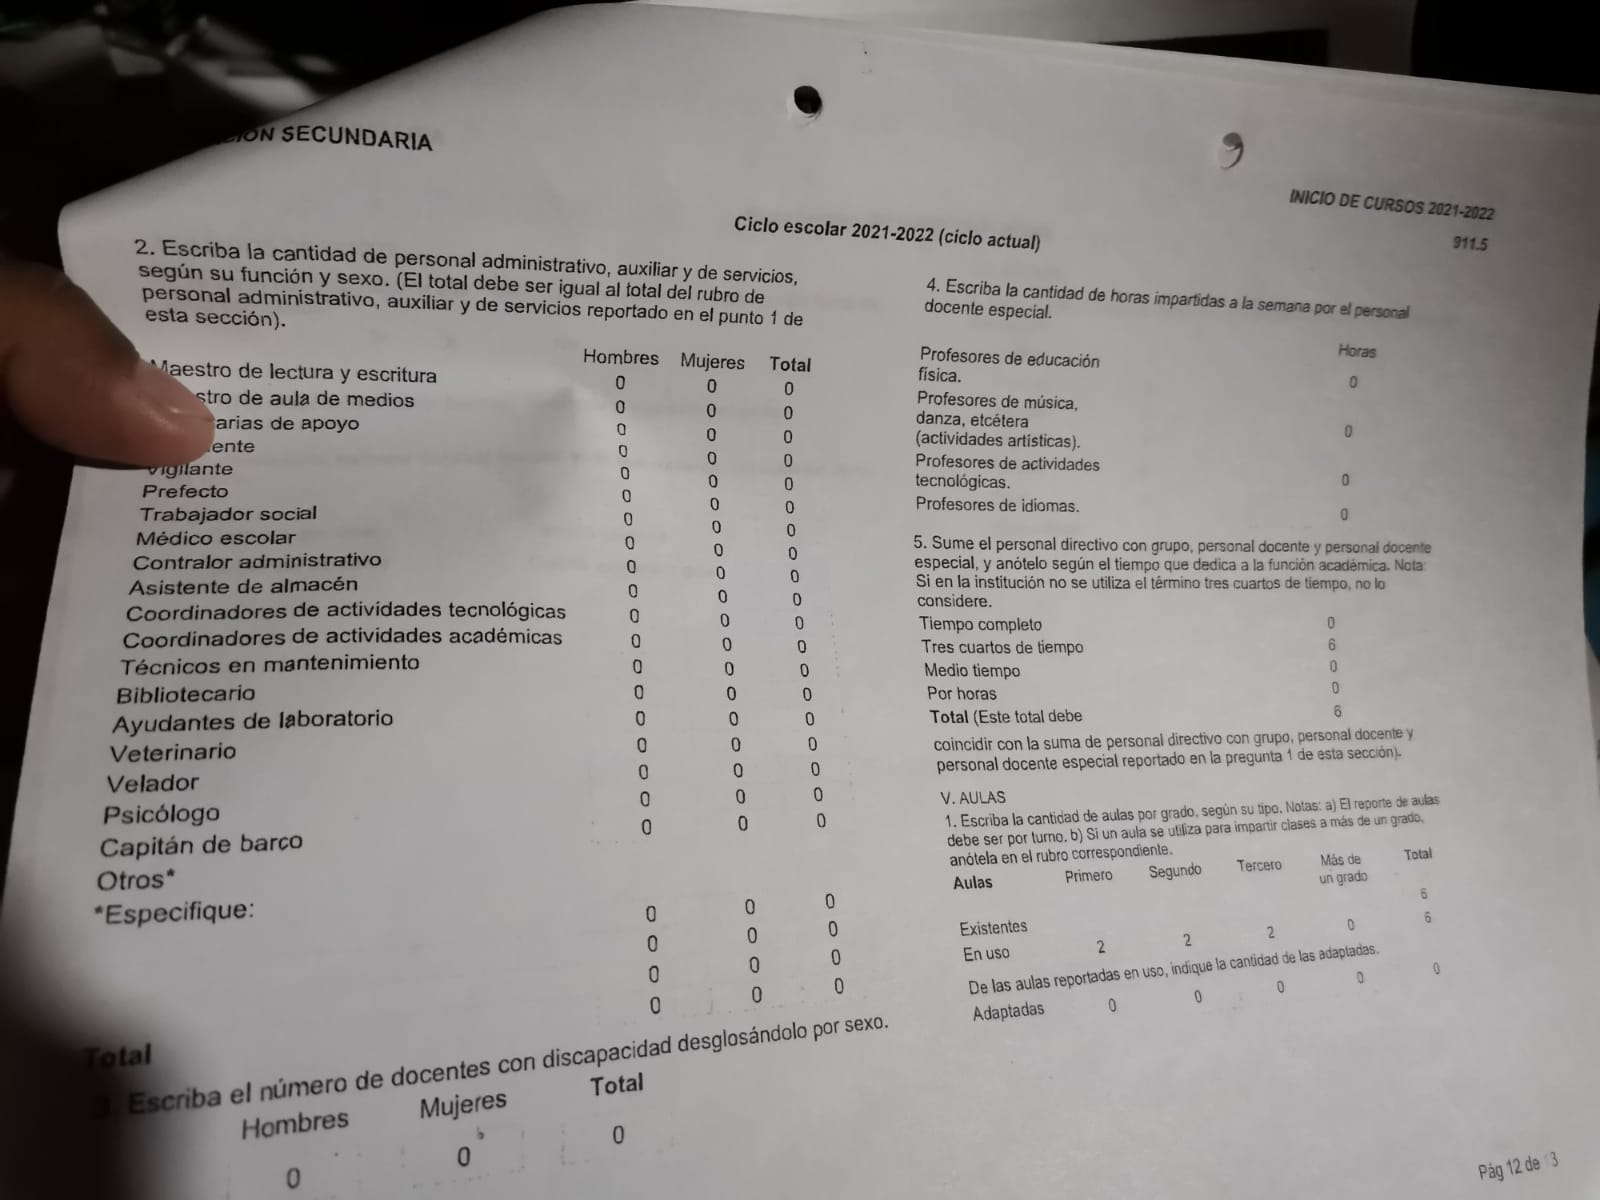 SECUNDARIA
INICIO DE CURSOS 2021-2022
911.5
Ciclo escolar 2021-2022 (ciclo actual)
2. Escriba la cantidad de personal administrativo, auxiliar y de servicios,
según su función y sexo. (El total debe ser igual al total del rubro de
personal administrativo, auxiliar y de servicios reportado en el punto 1 de
esta sección).
Hombres Mujeres Total
Maestro de lectura y escritura 0 0 0
de aula de medios 0 0 0
de apoyo 0 0 0
0 0 0
Vigilante 0 0 0
Prefecto 0 0 0
Trabajador social 0 0 0
Médico escolar 0 0 0
Contralor administrativo 0 0 0
Asistente de almacén 0 0 0
Coordinadores de actividades tecnológicas 0 0 0
Coordinadores de actividades académicas 0 0 0
Técnicos en mantenimiento 0 0 0
Bibliotecario 0 0 0
Ayudantes de laboratorio 0 0 0
Veterinario 0 0 0
Velador 0 0 0
Psicólogo 0 0 0
Capitán de barco 0 0 0
Otros*
*Especifique:
0 0 0
0 0 0
0 0 0
0 0 0
Total
Escriba el número de docentes con discapacidad desglosándolo por sexo.
Hombres Mujeres Total
0 0 0
4. Escriba la cantidad de horas impartidas a la semana por el personal
docente especial.
Horas
Profesores de educación
física. 0
Profesores de música,
danza, etcétera
(actividades artísticas). 0
Profesores de actividades
tecnológicas. 0
Profesores de idiomas. 0
5. Sume el personal directivo con grupo, personal docente y personal docente
especial, y anótelo según el tiempo que dedica a la función académica. Nota:
Si en la institución no se utiliza el término tres cuartos de tiempo, no lo
considere.
Tiempo completo 0
Tres cuartos de tiempo 6
Medio tiempo 0
Por horas 0
Total (Este total debe 6
coincidir con la suma de personal directivo con grupo, personal docente y
personal docente especial reportado en la pregunta 1 de esta sección).
V. AULAS
1. Escriba la cantidad de aulas por grado, según su tipo. Notas: a) El reporte de aulas
debe ser por turno. b) Si un aula se utiliza para impartir clases a más de un grado,
anótela en el rubro correspondiente.
Aulas Primero Segundo Tercero Más de
un grado Total
Existentes 6
En uso 2 2 2 0 6
De las aulas reportadas en uso, indique la cantidad de las adaptadas.
Adaptadas 0 0 0 0 0
Pág 12 de 3